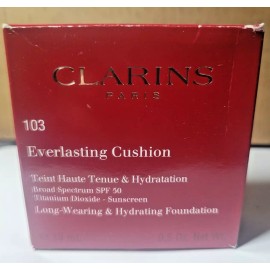 CLARINS
PARIS
103
Everlasting Cushion
Teint Haute Tenue & Hydratation
Broad Spectrum SPF 50
Titanium Dioxide - Sunscreen
Long-Wearing & Hydrating Foundation